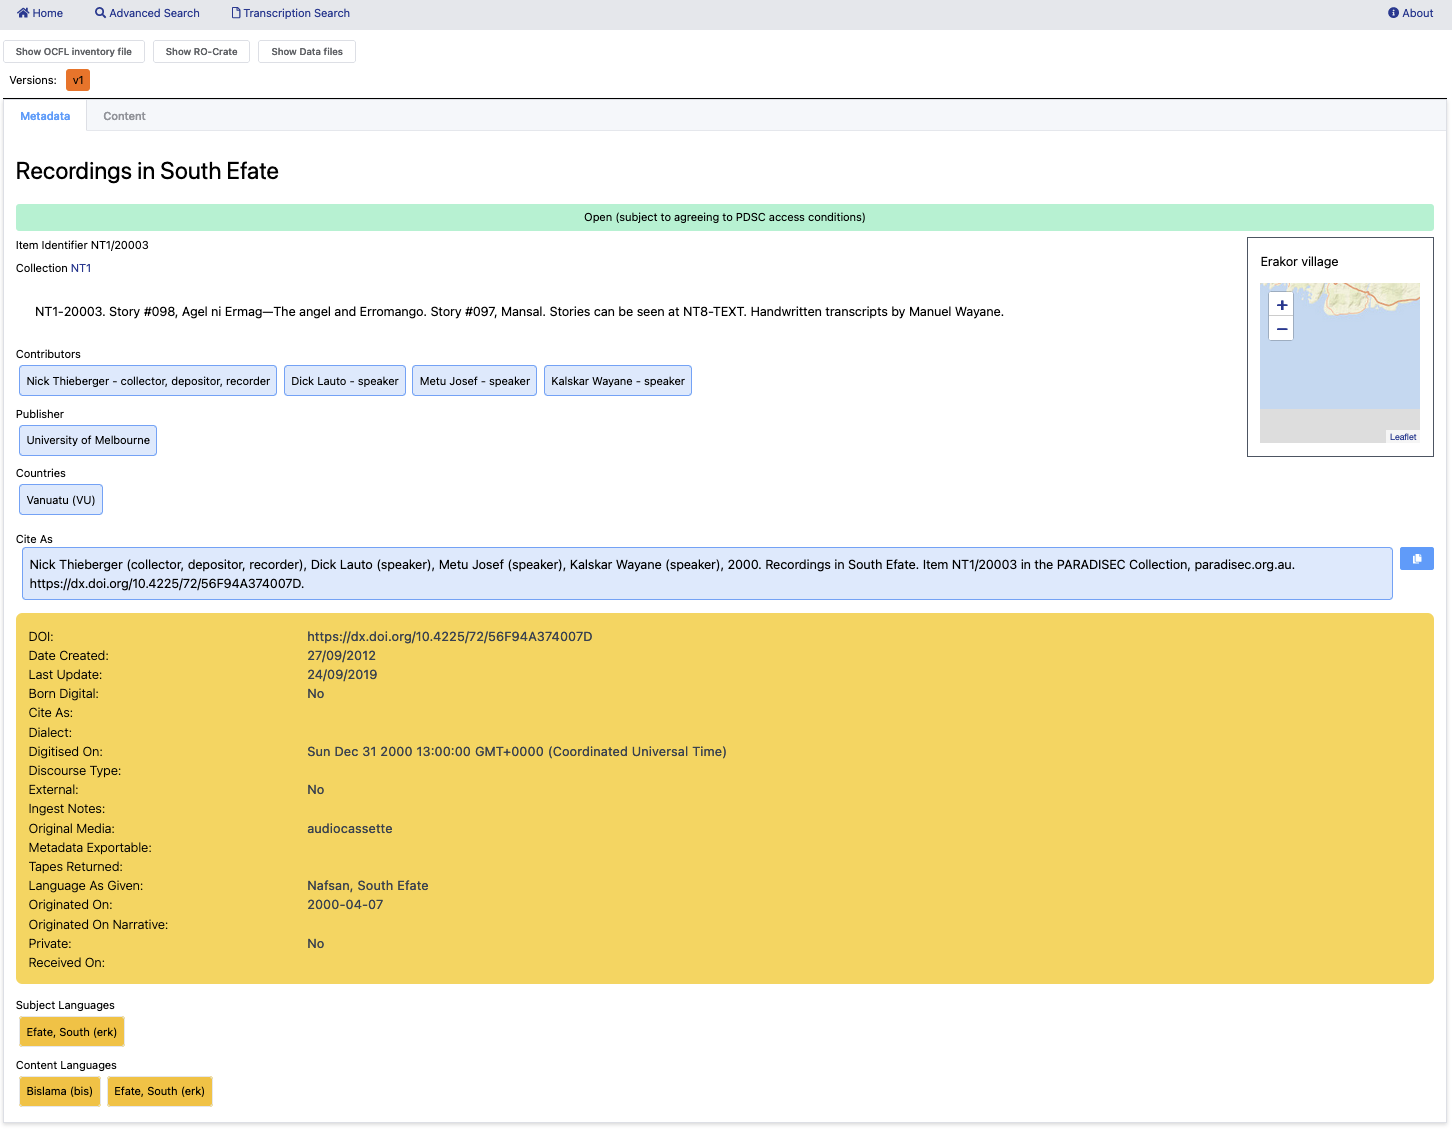 Home Advanced Search Transcription Search About
Show OCFL inventory file Show RO-Crate Show Data files
Versions: v1
Metadata Content
Recordings in South Efate
Open (subject to agreeing to PDSC access conditions)
Item Identifier NT1/20003
Collection NT1
Erakor village
+
−
Leaflet
NT1-20003. Story #098, Agel ni Ermag—The angel and Erromango. Story #097, Mansal. Stories can be seen at NT8-TEXT. Handwritten transcripts by Manuel Wayane.
Contributors
Nick Thieberger - collector, depositor, recorder Dick Lauto - speaker Metu Josef - speaker Kalskar Wayane - speaker
Publisher
University of Melbourne
Countries
Vanuatu (VU)
Cite As
Nick Thieberger (collector, depositor, recorder), Dick Lauto (speaker), Metu Josef (speaker), Kalskar Wayane (speaker), 2000. Recordings in South Efate. Item NT1/20003 in the PARADISEC Collection, paradisec.org.au.
https://dx.doi.org/10.4225/72/56F94A374007D.
DOI: https://dx.doi.org/10.4225/72/56F94A374007D
Date Created: 27/09/2012
Last Update: 24/09/2019
Born Digital: No
Cite As:
Dialect:
Digitised On: Sun Dec 31 2000 13:00:00 GMT+0000 (Coordinated Universal Time)
Discourse Type:
External: No
Ingest Notes:
Original Media: audiocassette
Metadata Exportable:
Tapes Returned:
Language As Given: Nafsan, South Efate
Originated On: 2000-04-07
Originated On Narrative:
Private: No
Received On:
Subject Languages
Efate, South (erk)
Content Languages
Bislama (bis) Efate, South (erk)